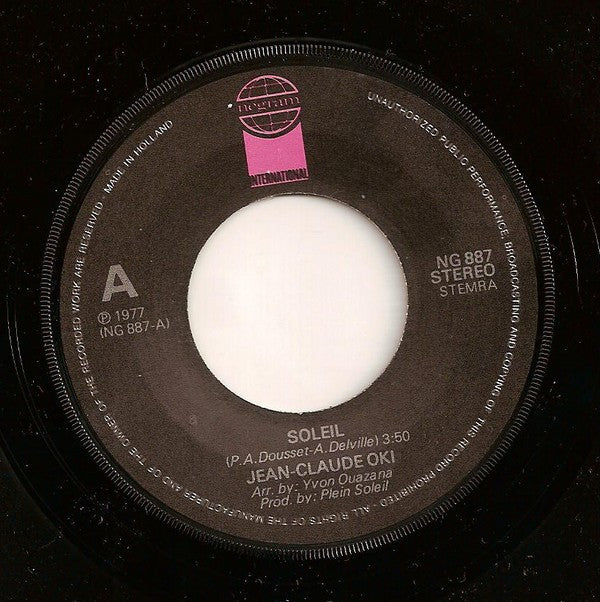 negram
INTERNATIONAL
UNAUTHORIZED PUBLIC PERFORMANCE, BROADCASTING AND COPYING OF THIS RECORD PROHIBITED - ALL RIGHTS OF THE MANUFACTURER AND OF THE OWNER OF THE RECORDED WORK ARE RESERVED - MADE IN HOLLAND
A
℗ 1977
(NG 887-A)
NG 887
STEREO
STEMRA
SOLEIL
(P.A.Dousset-A.Delville) 3:50
JEAN-CLAUDE OKI
Arr. by: Yvon Ouazana
Prod. by: Plein Soleil